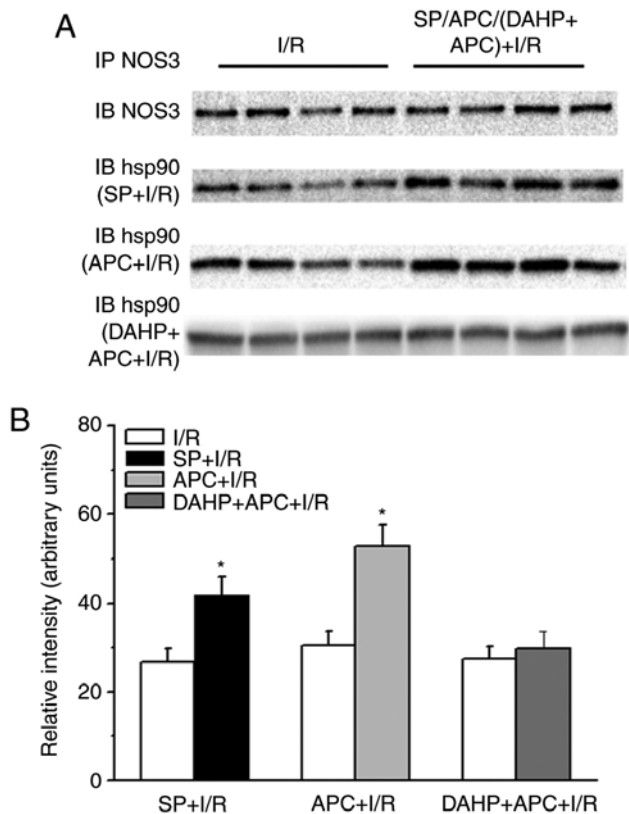 A
I/R
SP/APC/(DAHP+
APC)+I/R
IP NOS3
IB NOS3
IB hsp90
(SP+I/R)
IB hsp90
(APC+I/R)
IB hsp90
(DAHP+
APC+I/R)
B
Relative intensity (arbitrary units)
80
60
40
20
0
I/R
SP+I/R
APC+I/R
DAHP+APC+I/R
*
*
SP+I/R
APC+I/R
DAHP+APC+I/R